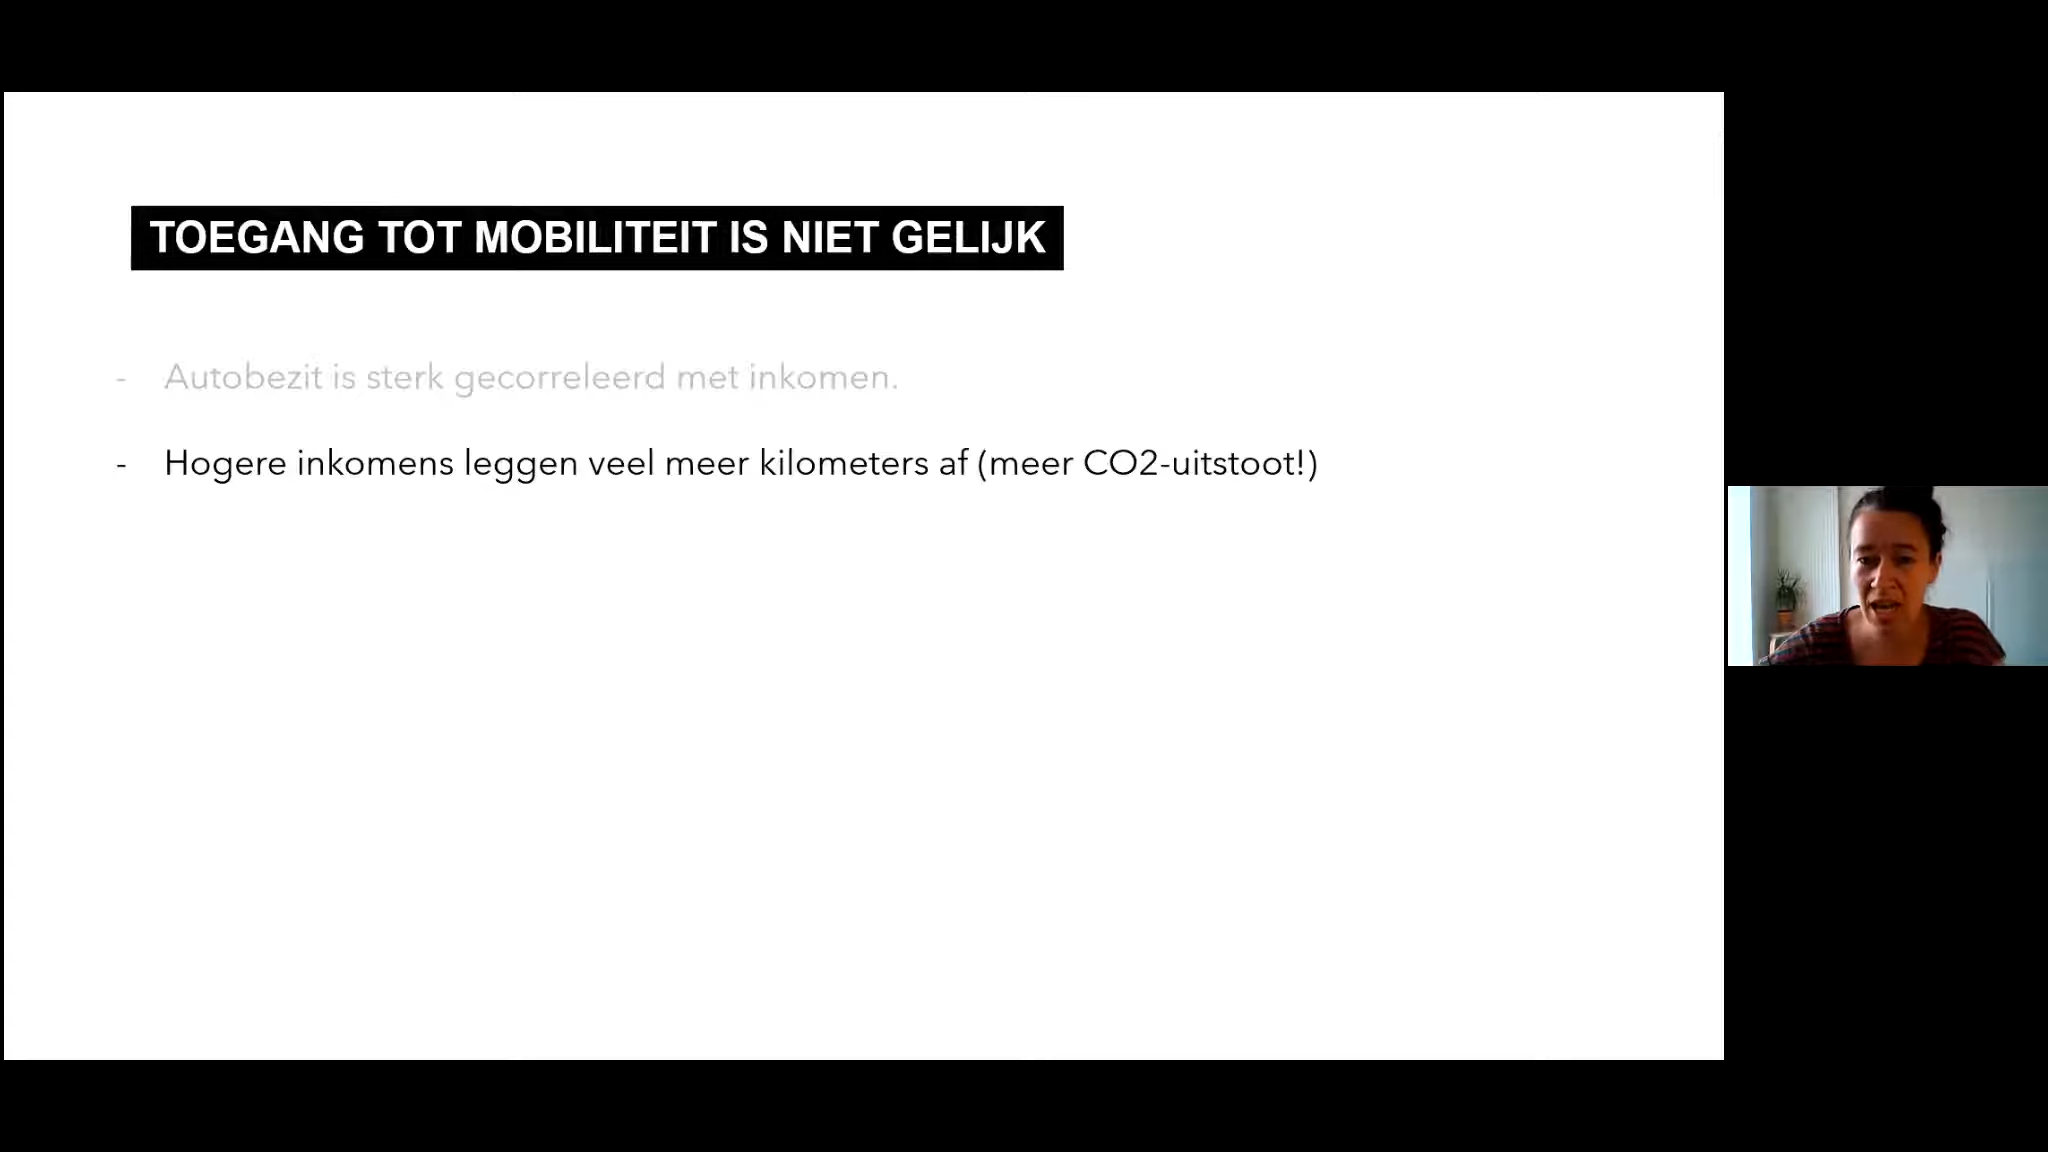 TOEGANG TOT MOBILITEIT IS NIET GELIJK
- Autobezit is sterk gecorreleerd met inkomen.
- Hogere inkomens leggen veel meer kilometers af (meer CO2-uitstoot!)